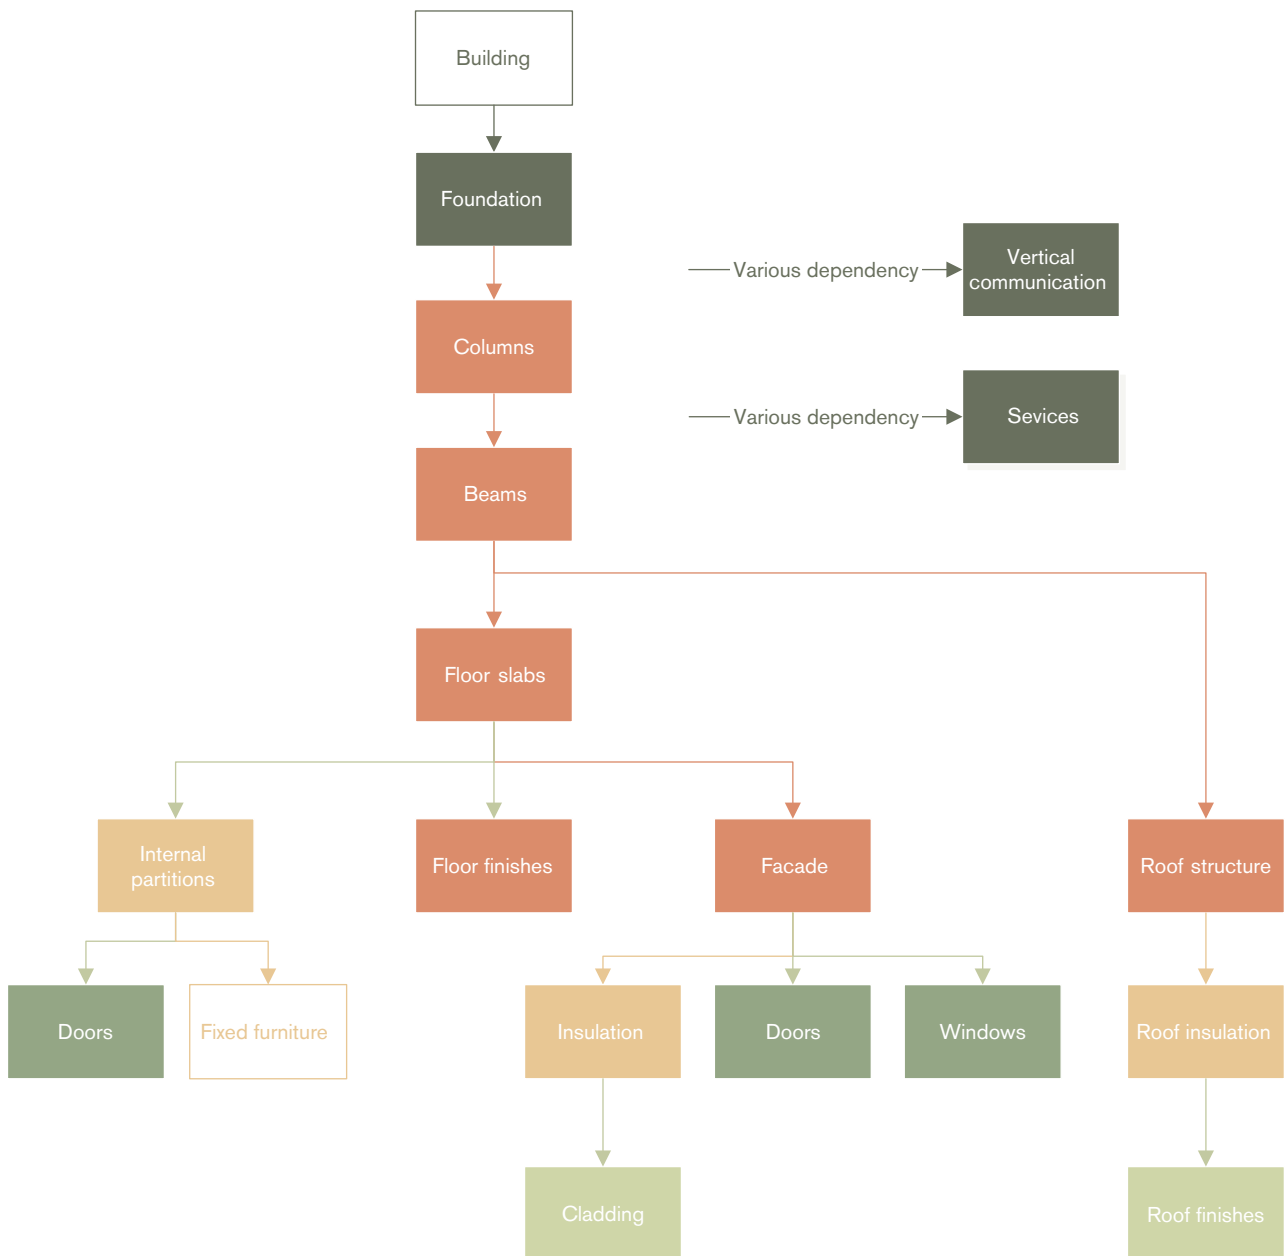 Building
Foundation
Various dependency
Vertical
communication
Columns
Various dependency
Sevices
Beams
Floor slabs
Internal
partitions
Floor finishes
Facade
Roof structure
Doors
Fixed furniture
Insulation
Doors
Windows
Roof insulation
Cladding
Roof finishes